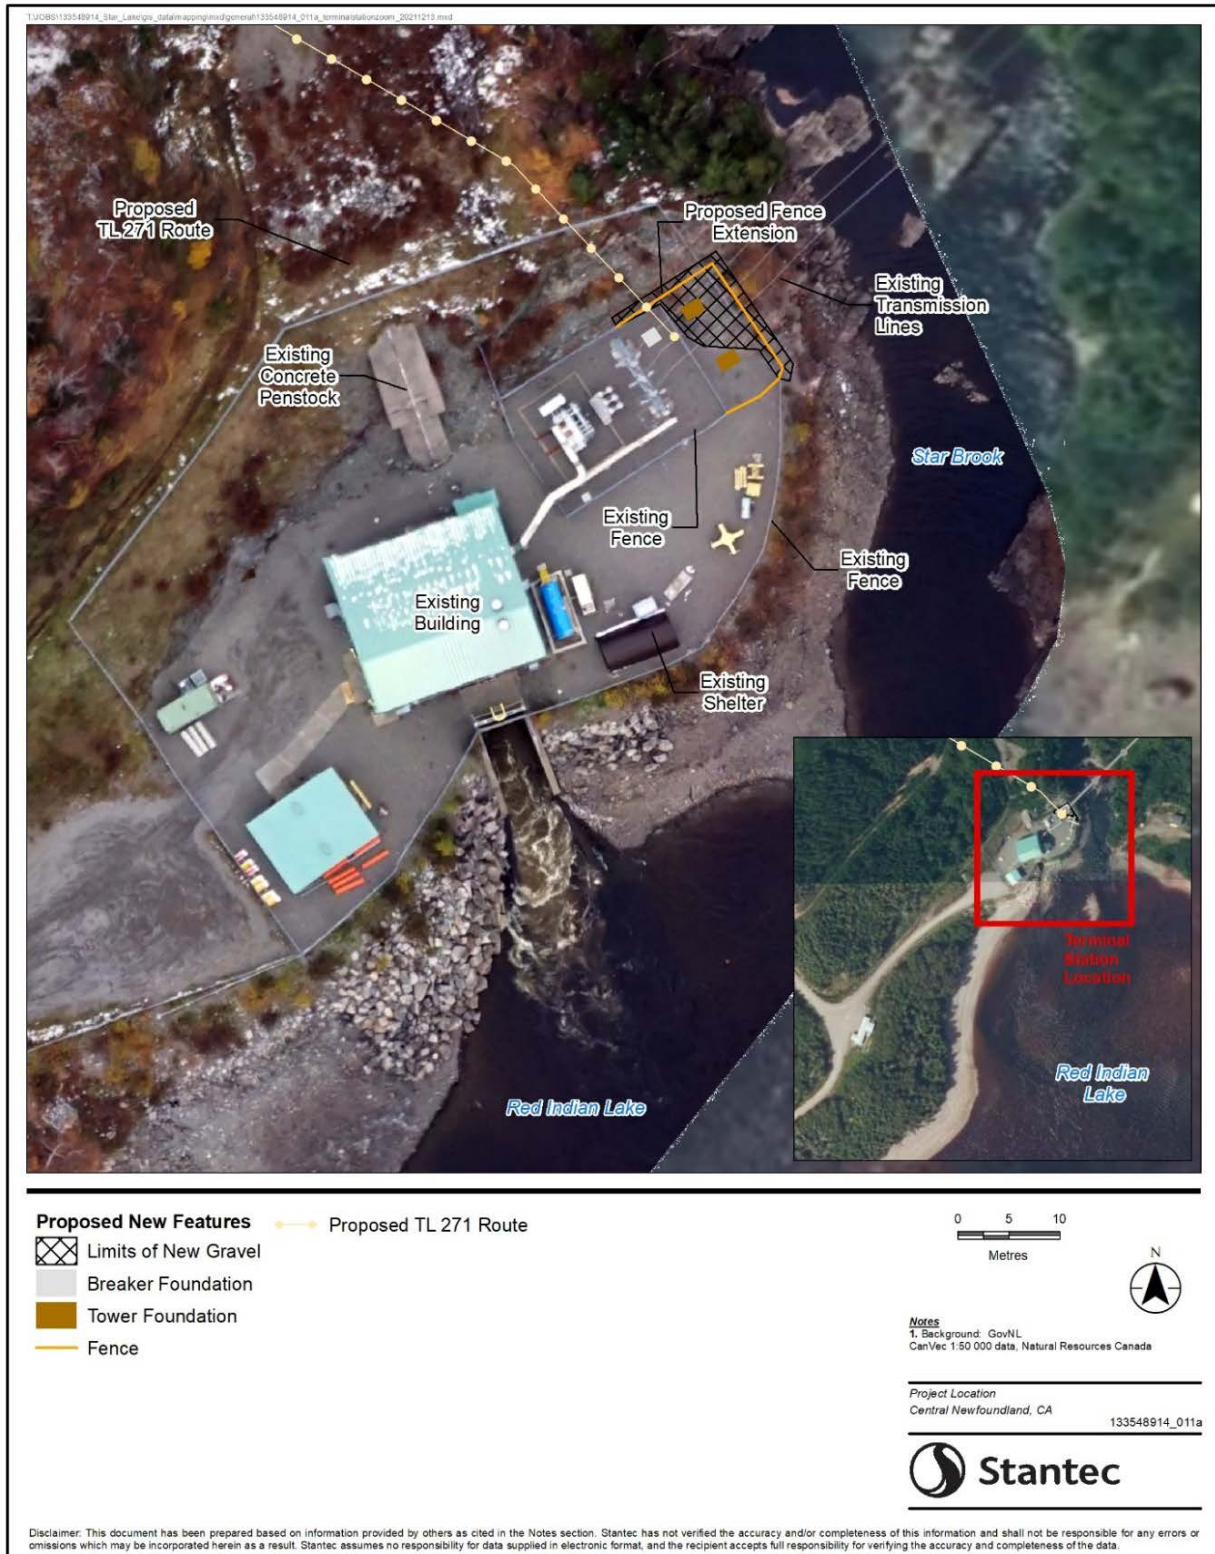 T:\JOBS\133548914_Star_Lake\gis_data\mapping\mxd\general\133548914_011a_terminalstationzoom_20211213.mxd
Proposed
TL 271 Route
Proposed Fence
Extension
Existing
Transmission
Lines
Existing
Concrete
Penstock
Star Brook
Existing
Fence
Existing
Fence
Existing
Building
Existing
Shelter
Terminal
Station
Location
Red Indian
Lake
Red Indian Lake
Proposed New Features
Proposed TL 271 Route
Limits of New Gravel
Breaker Foundation
Tower Foundation
Fence
0 5 10
Metres
N
Notes
1. Background: GovNL
CanVec 1:50 000 data, Natural Resources Canada
Project Location
Central Newfoundland, CA
133548914_011a
Stantec
Disclaimer: This document has been prepared based on information provided by others as cited in the Notes section. Stantec has not verified the accuracy and/or completeness of this information and shall not be responsible for any errors or
omissions which may be incorporated herein as a result. Stantec assumes no responsibility for data supplied in electronic format, and the recipient accepts full responsibility for verifying the accuracy and completeness of the data.